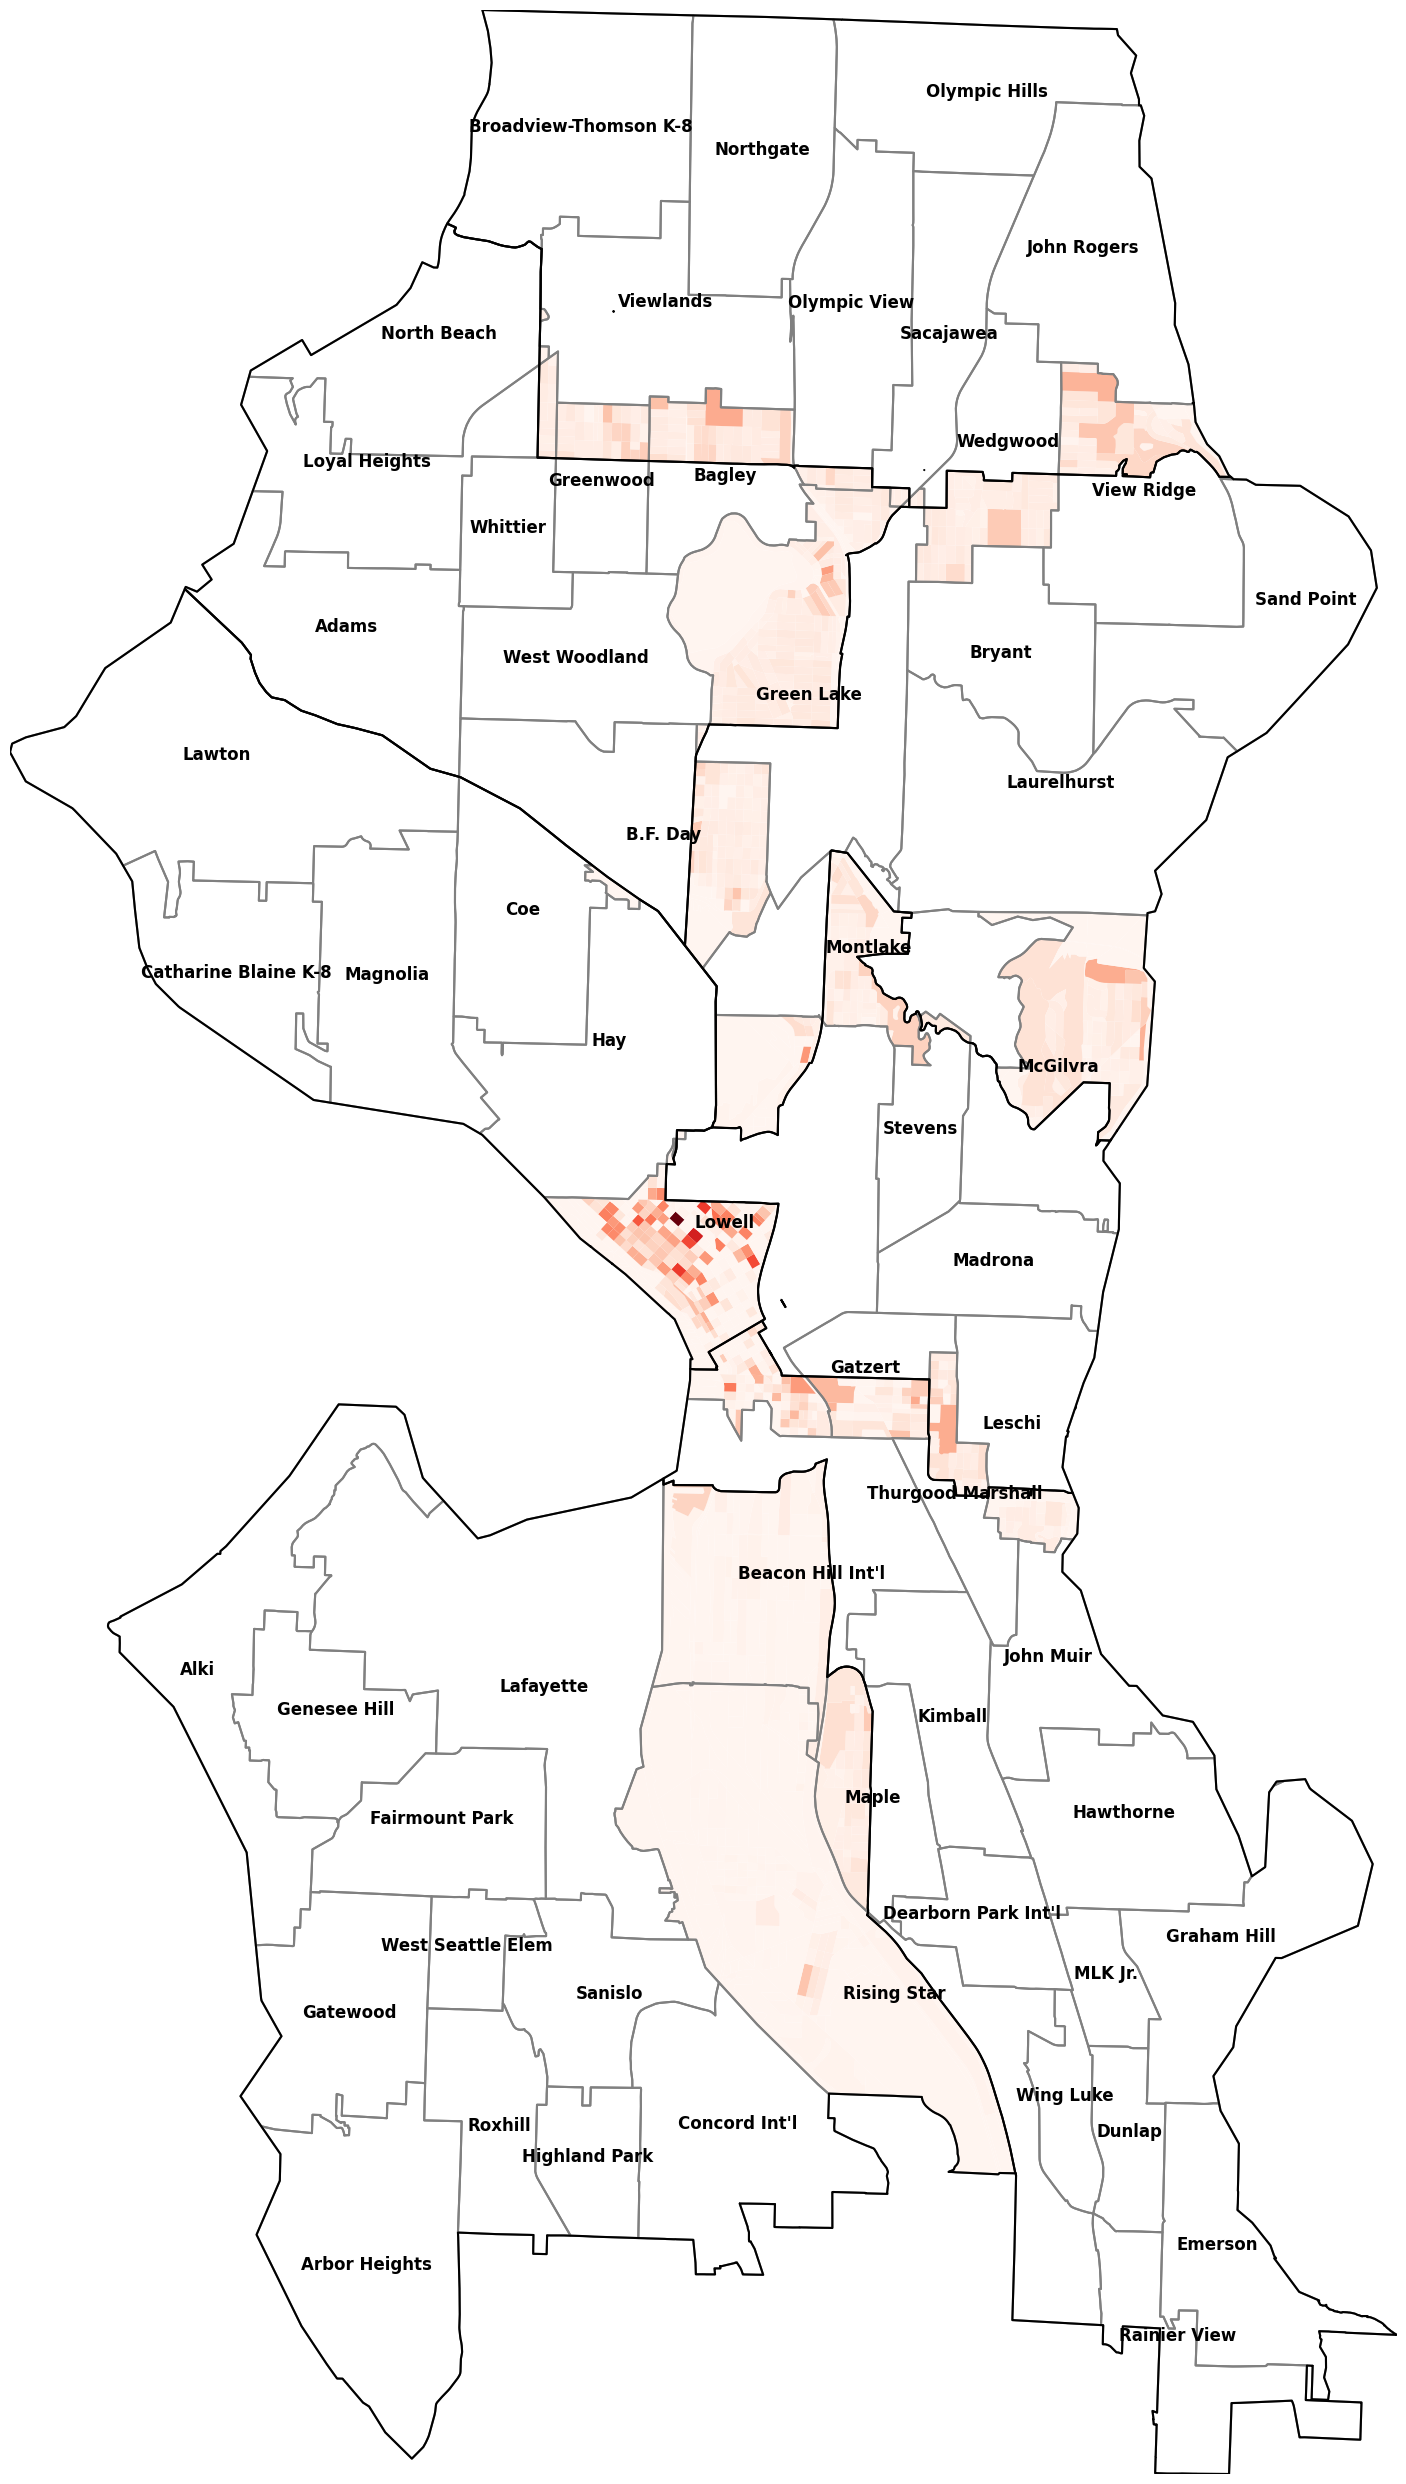 Olympic Hills
Broadview-Thomson K-8
Northgate
John Rogers
Viewlands
Olympic View
North Beach
Sacajawea
Wedgwood
Loyal Heights
Greenwood
Bagley
View Ridge
Whittier
Sand Point
Adams
Bryant
West Woodland
Green Lake
Lawton
Laurelhurst
B.F. Day
Coe
Montlake
Catharine Blaine K-8
Magnolia
Hay
McGilvra
Stevens
Lowell
Madrona
Gatzert
Leschi
Thurgood Marshall
Beacon Hill Int'l
John Muir
Alki
Lafayette
Genesee Hill
Kimball
Maple
Hawthorne
Fairmount Park
Dearborn Park Int'l
Graham Hill
West Seattle Elem
MLK Jr.
Sanislo
Rising Star
Gatewood
Wing Luke
Concord Int'l
Roxhill
Dunlap
Highland Park
Emerson
Arbor Heights
Rainier View